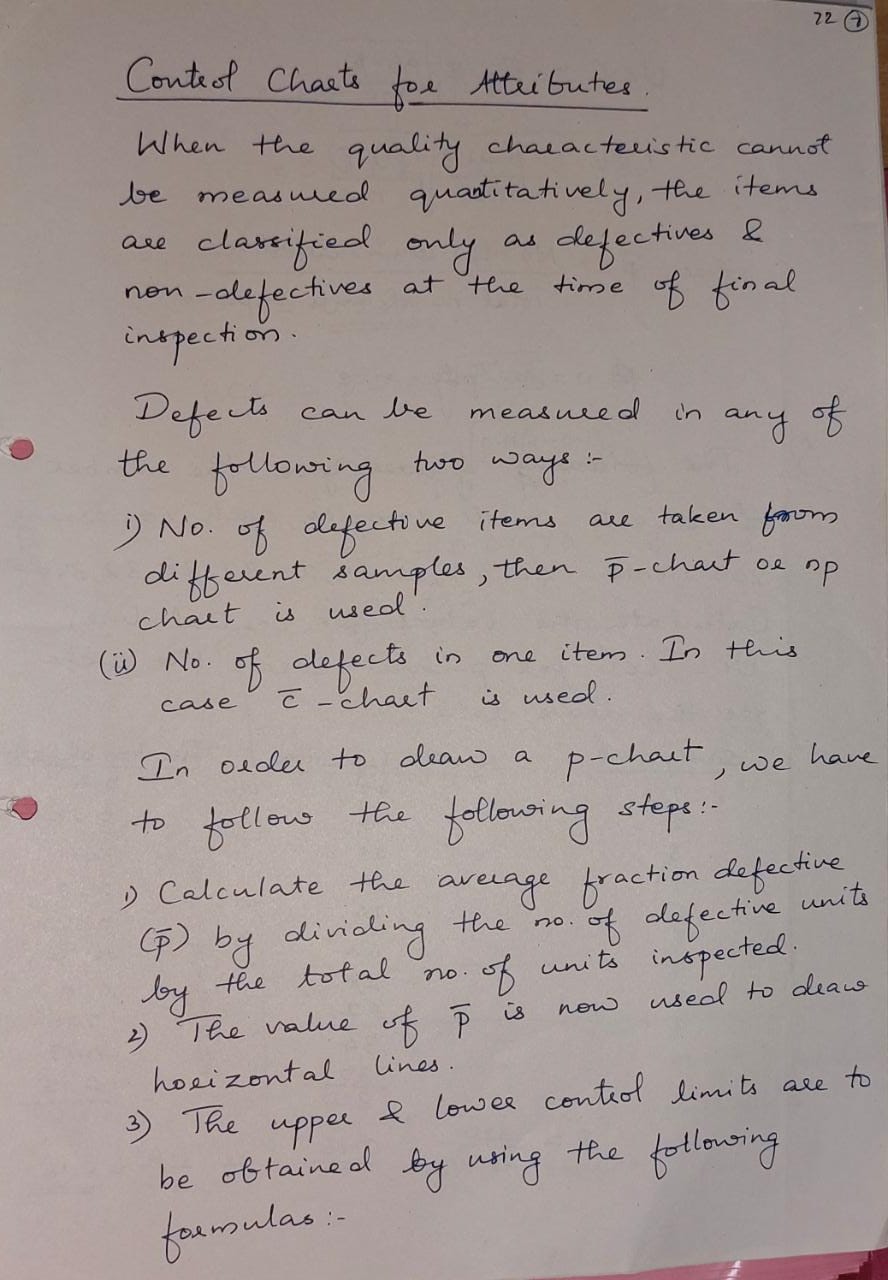 22 7
Control Charts for Attributes.
When the quality characteristic cannot
be measured quantitatively, the items
are classified only as defectives &
non-defectives at the time of final
inspection.
Defects can be measured in any of
the following two ways :-
i) No. of defective items are taken from
different samples, then p̄-chart or np
chart is used.
(ii) No. of defects in one item. In this
case c̄-chart is used.
In order to draw a p-chart, we have
to follow the following steps:-
1) Calculate the average fraction defective
(p̄) by dividing the no. of defective units
by the total no. of units inspected.
2) The value of p̄ is now used to draw
horizontal lines.
3) The upper & lower control limits are to
be obtained by using the following
formulas:-